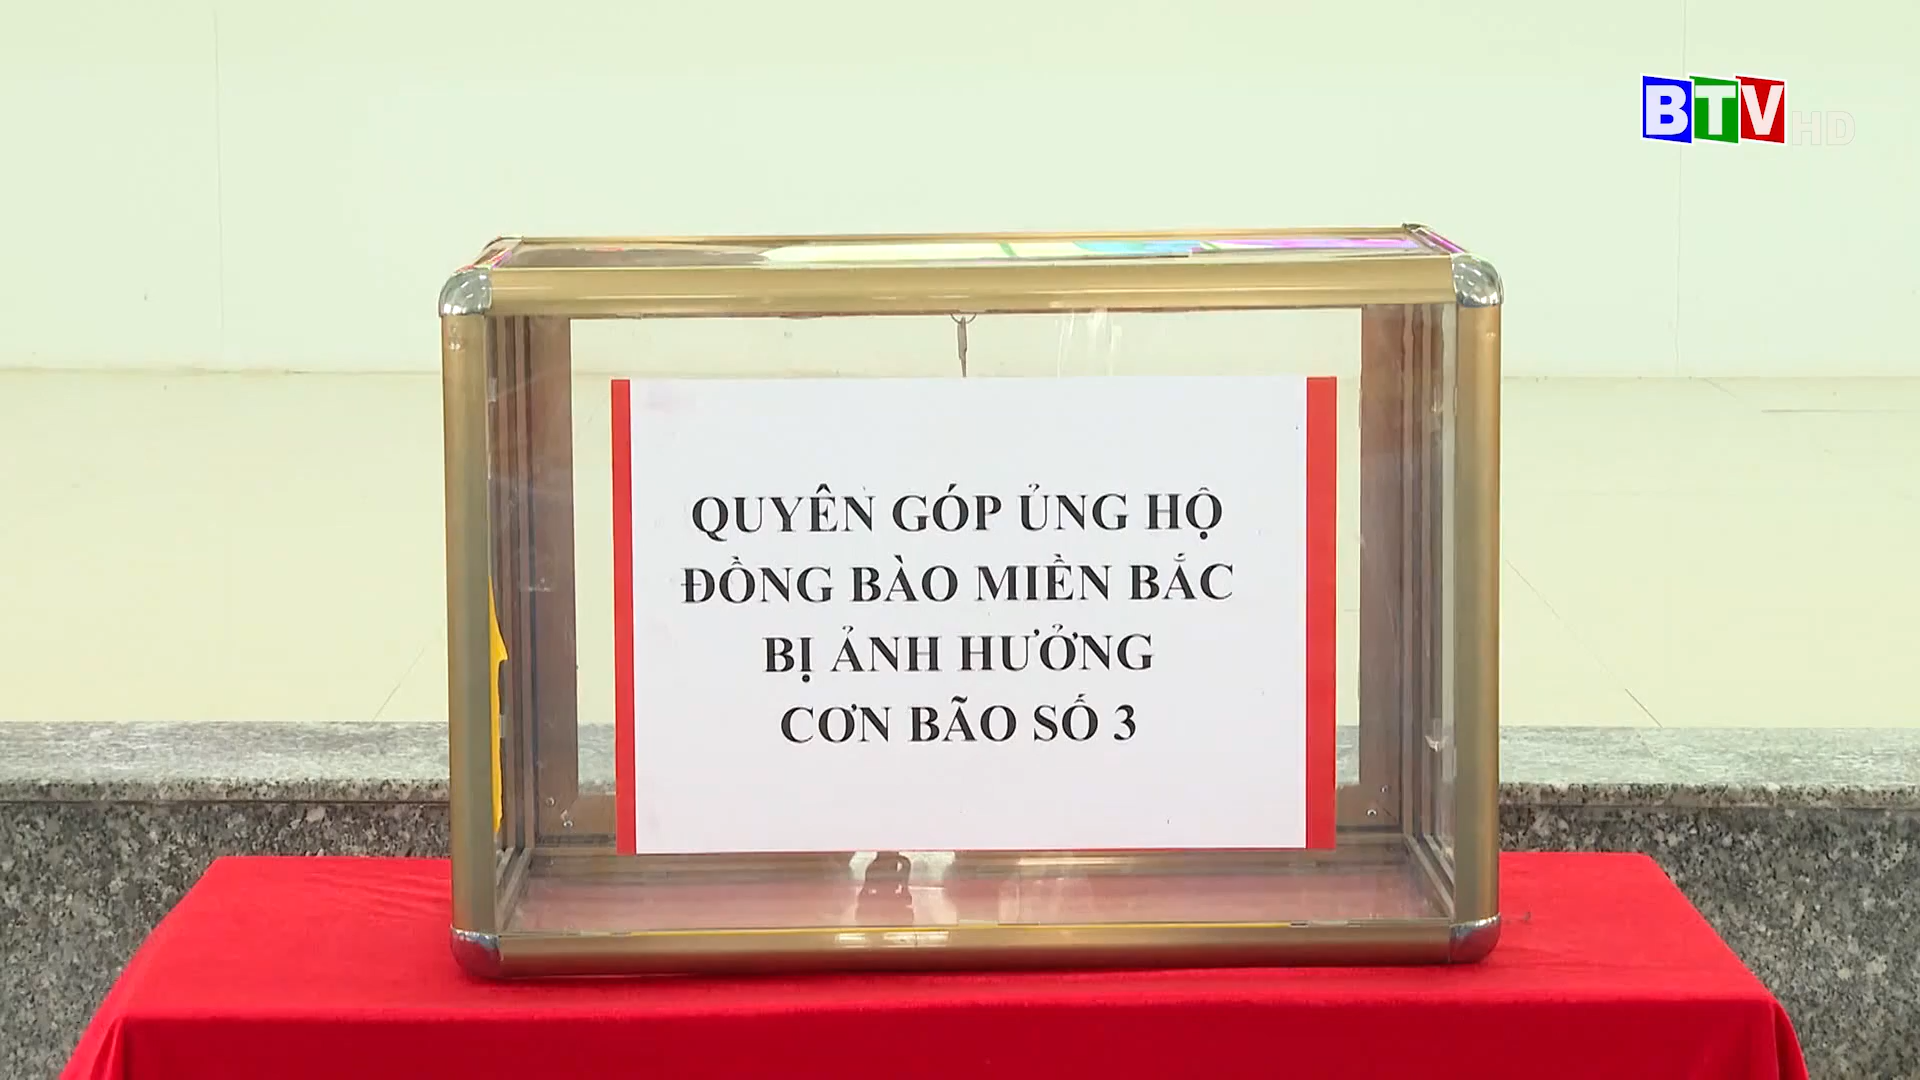 BTV HD
QUYÊN GÓP ỦNG HỘ
ĐỒNG BÀO MIỀN BẮC
BỊ ẢNH HƯỞNG
CƠN BÃO SỐ 3